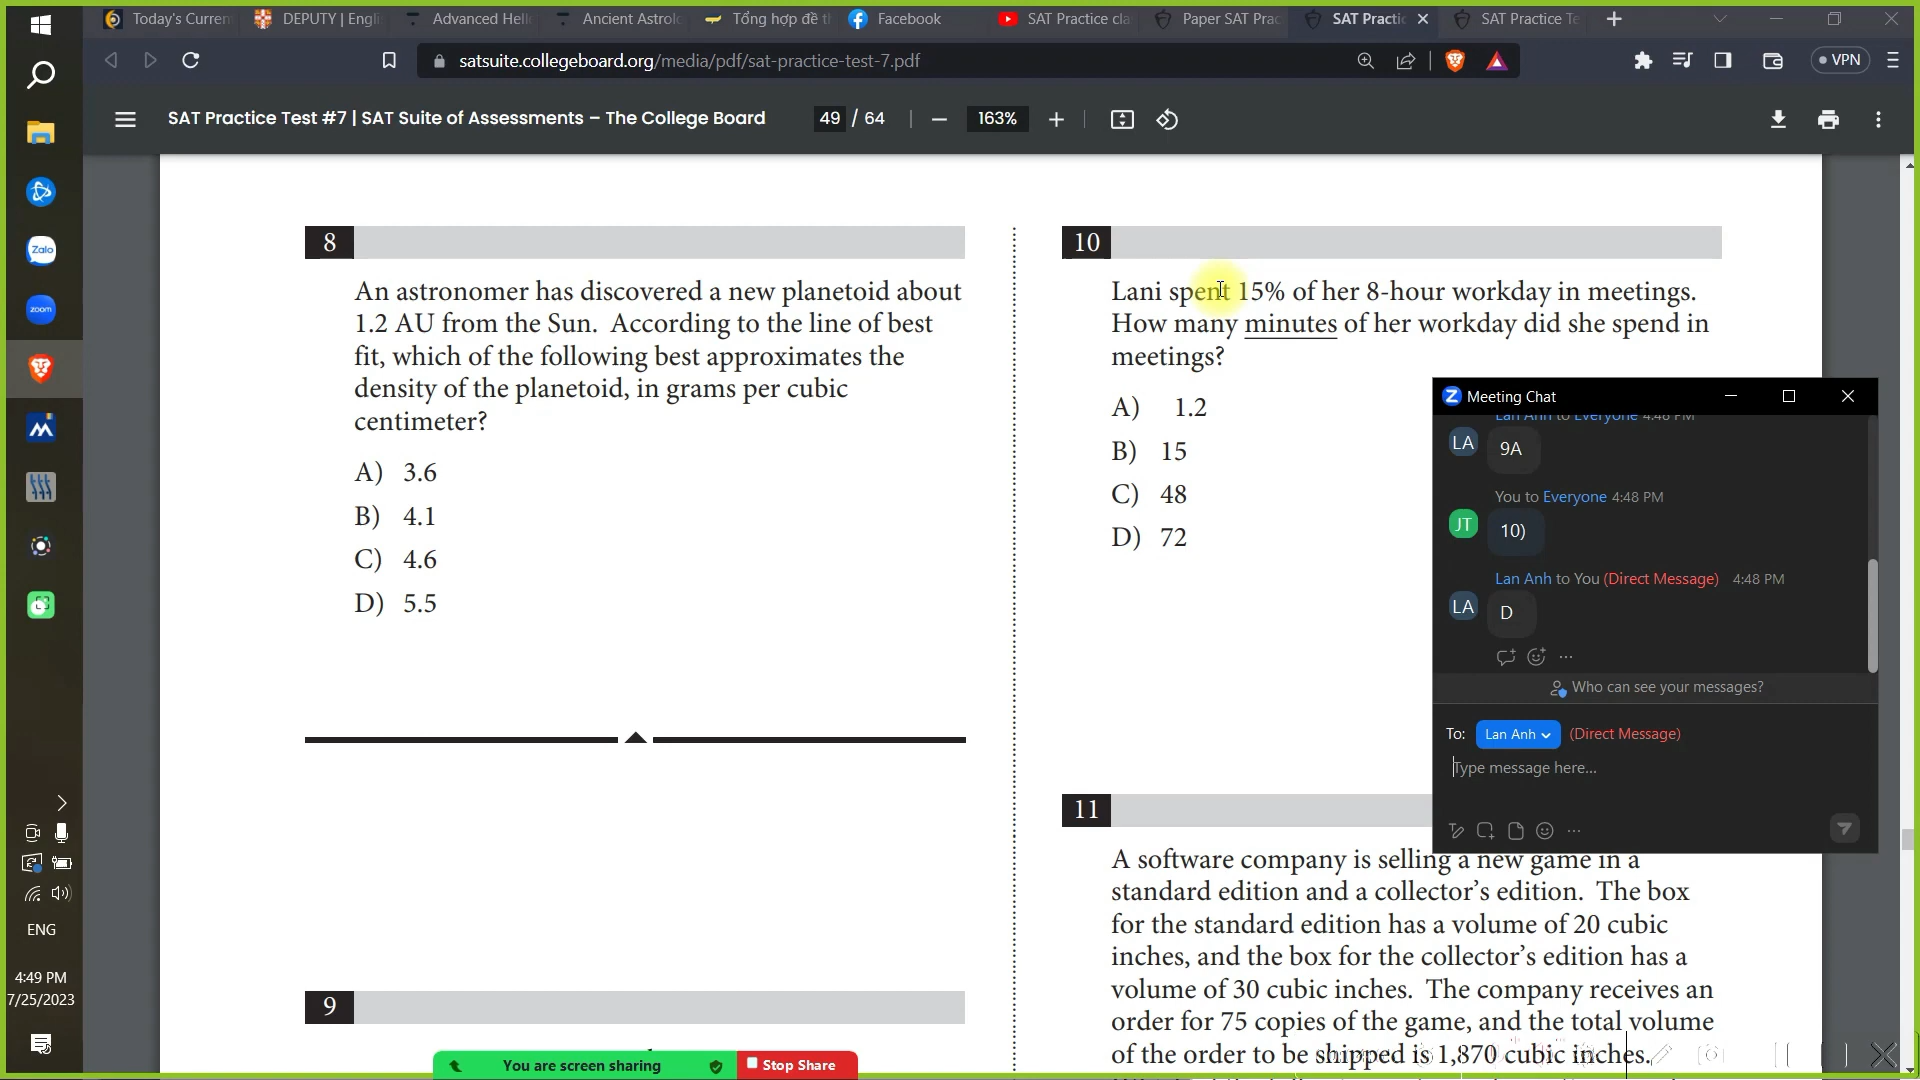 Today's Curren
DEPUTY | Engli
Advanced Hell
Ancient Astrolo
Tổng hợp đề th
Facebook
SAT Practice cla
Paper SAT Prac
SAT Practic
SAT Practice Te
satsuite.collegeboard.org/media/pdf/sat-practice-test-7.pdf
VPN
SAT Practice Test #7 | SAT Suite of Assessments – The College Board
49 / 64
163%
8
An astronomer has discovered a new planetoid about
1.2 AU from the Sun. According to the line of best
fit, which of the following best approximates the
density of the planetoid, in grams per cubic
centimeter?
A) 3.6
B) 4.1
C) 4.6
D) 5.5
9
10
Lani spent 15% of her 8-hour workday in meetings.
How many minutes of her workday did she spend in
meetings?
A) 1.2
B) 15
C) 48
D) 72
11
A software company is selling a new game in a
standard edition and a collector's edition. The box
for the standard edition has a volume of 20 cubic
inches, and the box for the collector's edition has a
volume of 30 cubic inches. The company receives an
order for 75 copies of the game, and the total volume
of the order to be shipped is 1,870 cubic inches.
Meeting Chat
Lan Anh to Everyone 4:48 PM
LA
9A
You to Everyone 4:48 PM
JT
10)
Lan Anh to You (Direct Message) 4:48 PM
LA
D
Who can see your messages?
To: Lan Anh (Direct Message)
Type message here...
Zalo
zoom
ENG
4:49 PM
7/25/2023
You are screen sharing
Stop Share